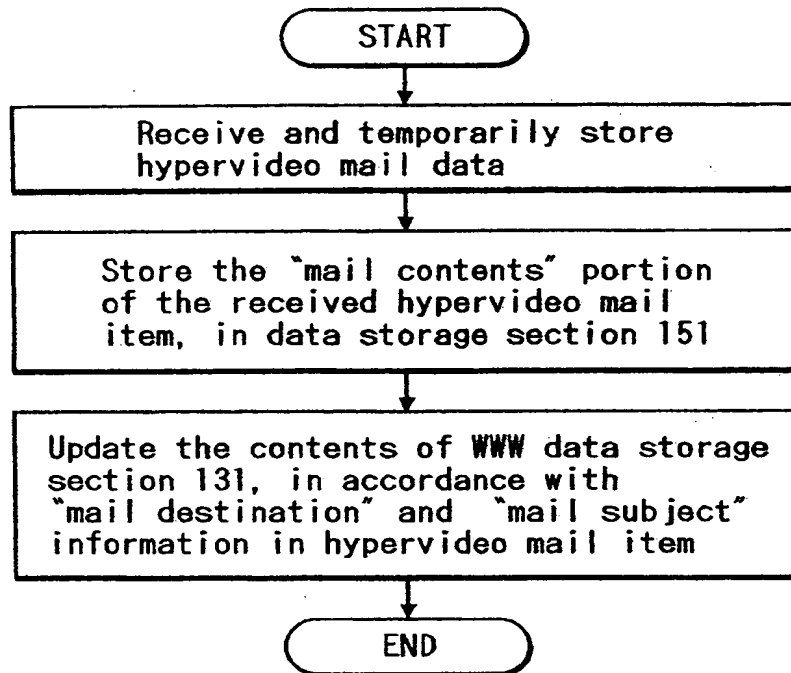 START
Receive and temporarily store
hypervideo mail data
Store the "mail contents" portion
of the received hypervideo mail
item, in data storage section 151
Update the contents of WWW data storage
section 131, in accordance with
"mail destination" and "mail subject"
information in hypervideo mail item
END